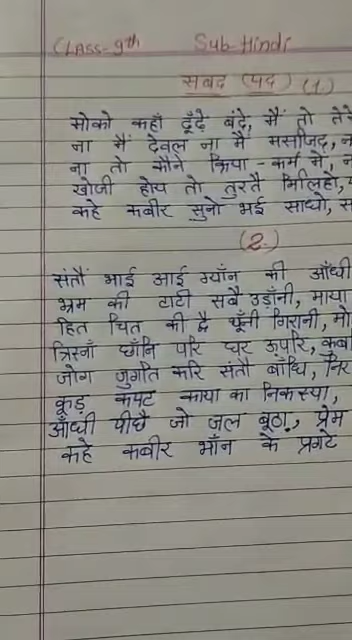 CLASS-9th Sub-Hindi
सबद (पद) (1)
मोको कहाँ ढूँढ़े बंदे, मैं तो तेरे
ना मैं देवल ना मैं मसजिद, न
ना तो कौने क्रिया-कर्म में, न
खोजी होय तो तुरतै मिलिहों,
कहे कबीर सुनो भई साधो, स
(2.)
संतौं भाई आई ग्याँन की आँधी
भ्रम की टाटी सबै उड़ाँनी, माया
हित चित की द्वै थूँनी गिराँनी, मो
त्रिस्नाँ छाँनि परि घर ऊपरि, कुब
जोग जुगति करि संतौ बाँधि, निर
कूड़ कपट काया का निकस्या,
आँधी पीछै जो जल बूठा, प्रेम
कहे कबीर भाँन के प्रगटे